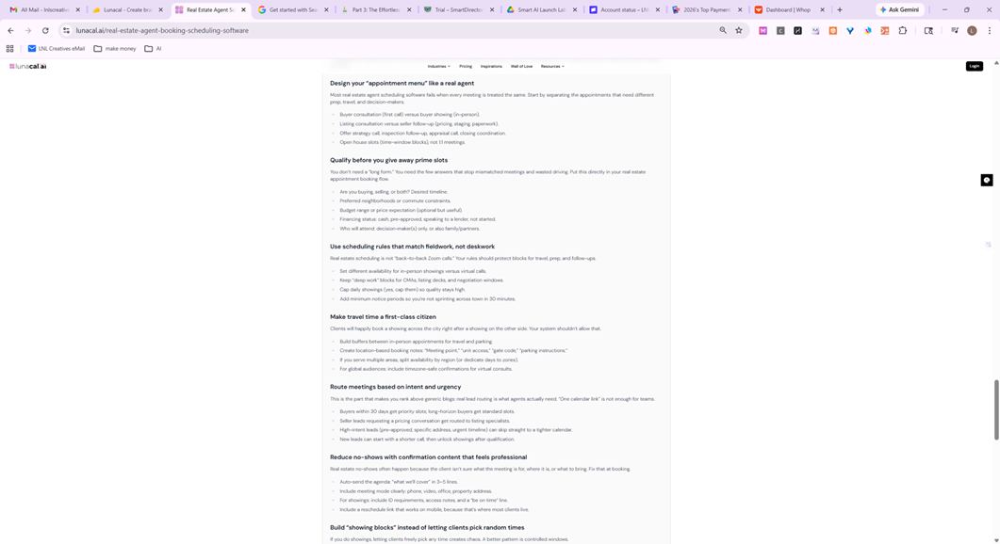 All Mail - lnlscreative
Lunacal – Create bran
Real Estate Agent Sc
Get started with Sea
Part 3: The Effortless
Trial — SmartDirector
Smart AI Launch Lab
Account status – LNL
2026's Top Payment
Dashboard | Whop
Ask Gemini
lunacal.ai/real-estate-agent-booking-scheduling-software
L
LNL Creatives eMail
make money
AI
lunacal.ai
Industries
Pricing
Inspirations
Wall of Love
Resources
Login
Design your “appointment menu” like a real agent
Most real estate agent scheduling software fails when every meeting is treated the same. Start by separating the appointments that need different
prep, travel, and decision-makers.
Buyer consultation (first call) versus buyer showing (in-person).
Listing consultation versus seller follow-up (pricing, staging, paperwork).
Offer strategy call, inspection follow-up, appraisal call, closing coordination.
Open house slots (time-window blocks), not 1:1 meetings.
Qualify before you give away prime slots
You don't need a “long form.” You need the few answers that stop mismatched meetings and wasted driving. Put this directly in your real estate
appointment booking flow.
Are you buying, selling, or both? Desired timeline.
Preferred neighborhoods or commute constraints.
Budget range or price expectation (optional but useful).
Financing status: cash, pre-approved, speaking to a lender, not started.
Who will attend: decision-maker(s) only, or also family/partners.
Use scheduling rules that match fieldwork, not deskwork
Real estate scheduling is not “back-to-back Zoom calls.” Your rules should protect blocks for travel, prep, and follow-ups.
Set different availability for in-person showings versus virtual calls.
Keep “deep work” blocks for CMAs, listing decks, and negotiation windows.
Cap daily showings (yes, cap them) so quality stays high.
Add minimum notice periods so you're not sprinting across town in 30 minutes.
Make travel time a first-class citizen
Clients will happily book a showing across the city right after a showing on the other side. Your system shouldn't allow that.
Build buffers between in-person appointments for travel and parking.
Create location-based booking notes: “Meeting point,” “unit access,” “gate code,” “parking instructions.”
If you serve multiple areas, split availability by region (or dedicate days to zones).
For global audiences: include timezone-safe confirmations for virtual consults.
Route meetings based on intent and urgency
This is the part that makes you rank above generic blogs: real lead routing is what agents actually need. “One calendar link” is not enough for teams.
Buyers within 30 days get priority slots; long-horizon buyers get standard slots.
Seller leads requesting a pricing conversation get routed to listing specialists.
High-intent leads (pre-approved, specific address, urgent timeline) can skip straight to a tighter calendar.
New leads can start with a shorter call, then unlock showings after qualification.
Reduce no-shows with confirmation content that feels professional
Real estate no-shows often happen because the client isn't sure what the meeting is for, where it is, or what to bring. Fix that at booking.
Auto-send the agenda: “what we'll cover” in 3–5 lines.
Include meeting mode clearly: phone, video, office, property address.
For showings: include ID requirements, access notes, and a “be on time” line.
Include a reschedule link that works on mobile, because that's where most clients live.
Build “showing blocks” instead of letting clients pick random times
If you do showings, letting clients freely pick any time creates chaos. A better pattern is controlled windows.